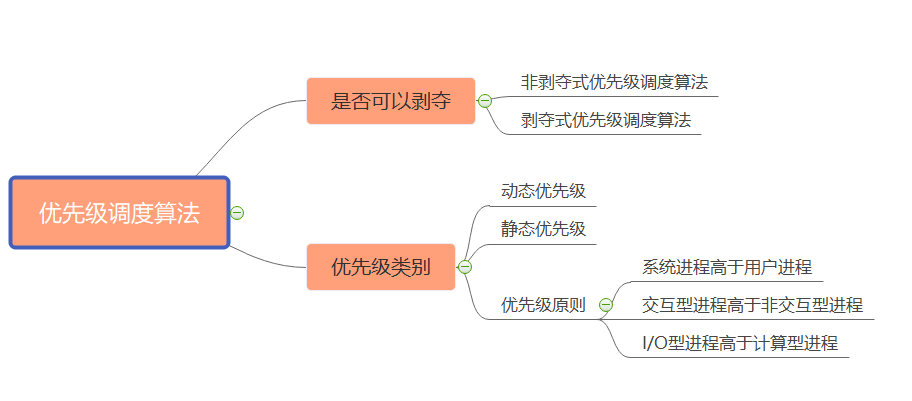 优先级调度算法
是否可以剥夺
非剥夺式优先级调度算法
剥夺式优先级调度算法
优先级类别
动态优先级
静态优先级
优先级原则
系统进程高于用户进程
交互型进程高于非交互型进程
I/O型进程高于计算型进程